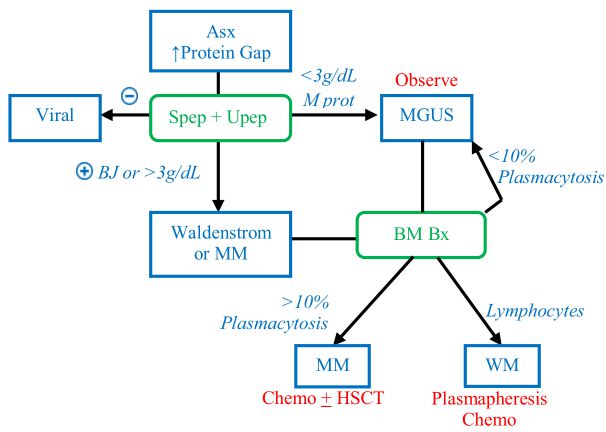 Asx
↑Protein Gap
<3g/dL
M prot
Observe
Viral
⊖
Spep + Upep
MGUS
⊕ BJ or >3g/dL
<10%
Plasmacytosis
Waldenstrom
or MM
BM Bx
>10%
Plasmacytosis
Lymphocytes
MM
WM
Chemo ± HSCT
Plasmapheresis
Chemo